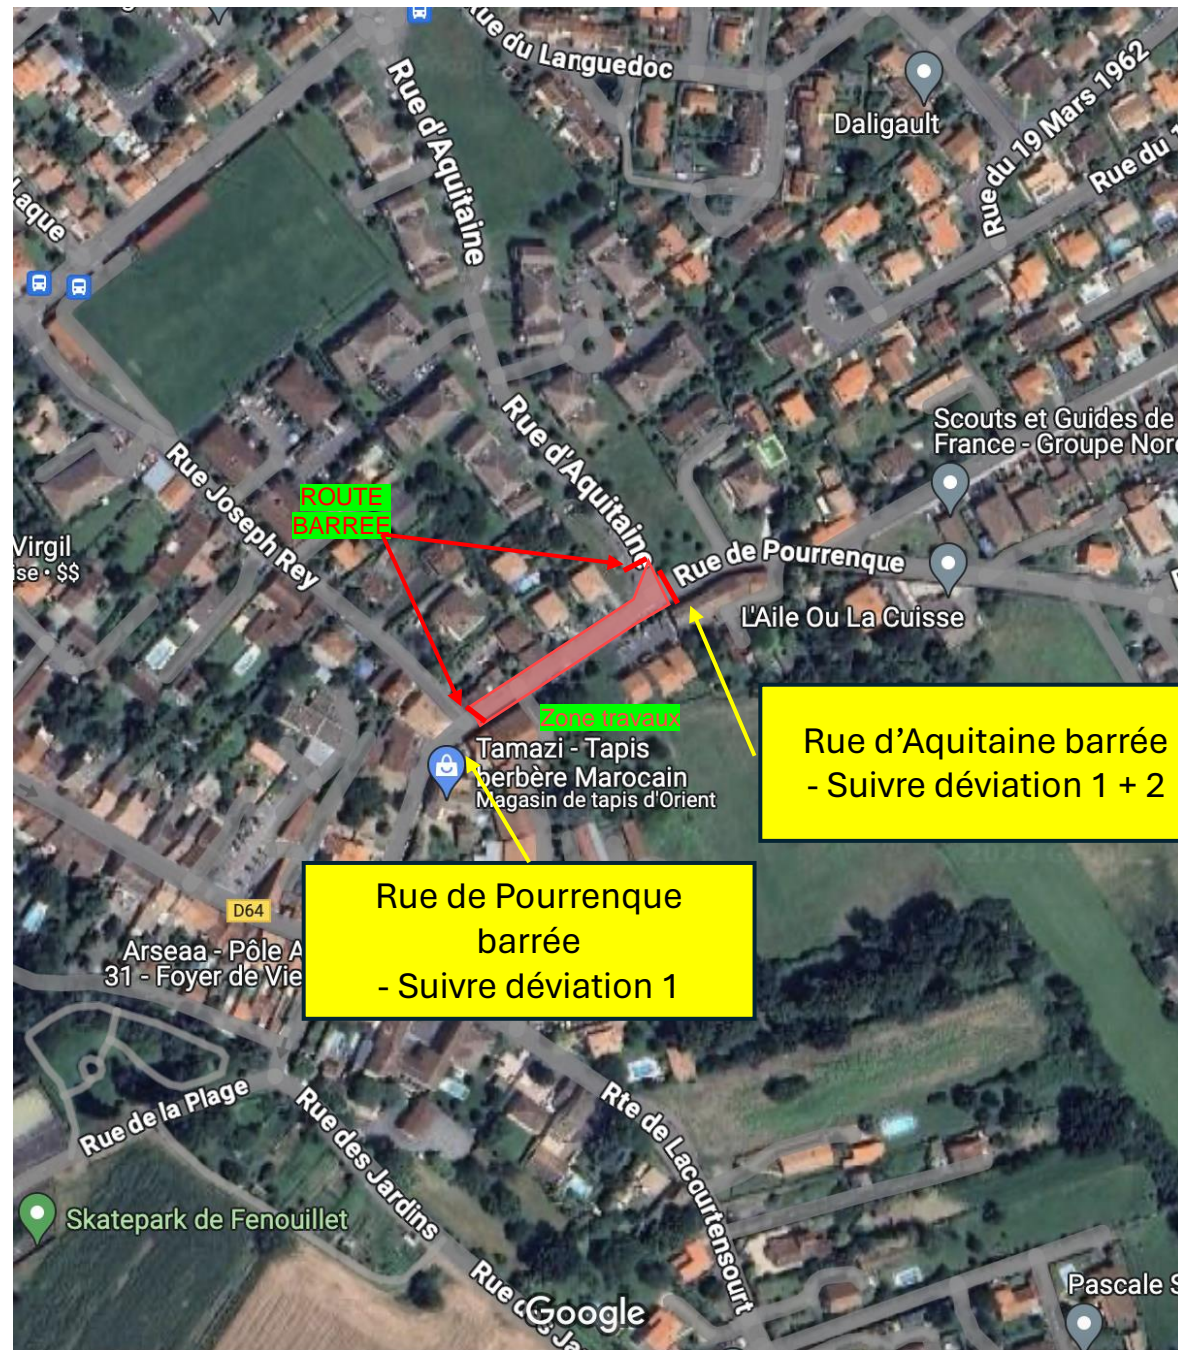 Rue du Languedoc
Rue d'Aquitaine
Daligault
Rue du 19 Mars 1962
Rue du
Laque
Rue d'Aquitaine
Scouts et Guides de
France - Groupe
Rue Joseph Rey
ROUTE
BARREE
Virgil
ise • $$
Rue de Pourrenque
L'Aile Ou La Cuisse
Zone travaux
Tamazi - Tapis
berbère Marocain
Magasin de tapis d'Orient
Rue d'Aquitaine barrée
- Suivre déviation 1 + 2
Rue de Pourrenque
barrée
- Suivre déviation 1
D64
Arseaa - Pôle A
31 - Foyer de Vie
Rue de la Plage
Rue des Jardins
Rte de Lacourtensourt
Skatepark de Fenouillet
Pascale S
Google